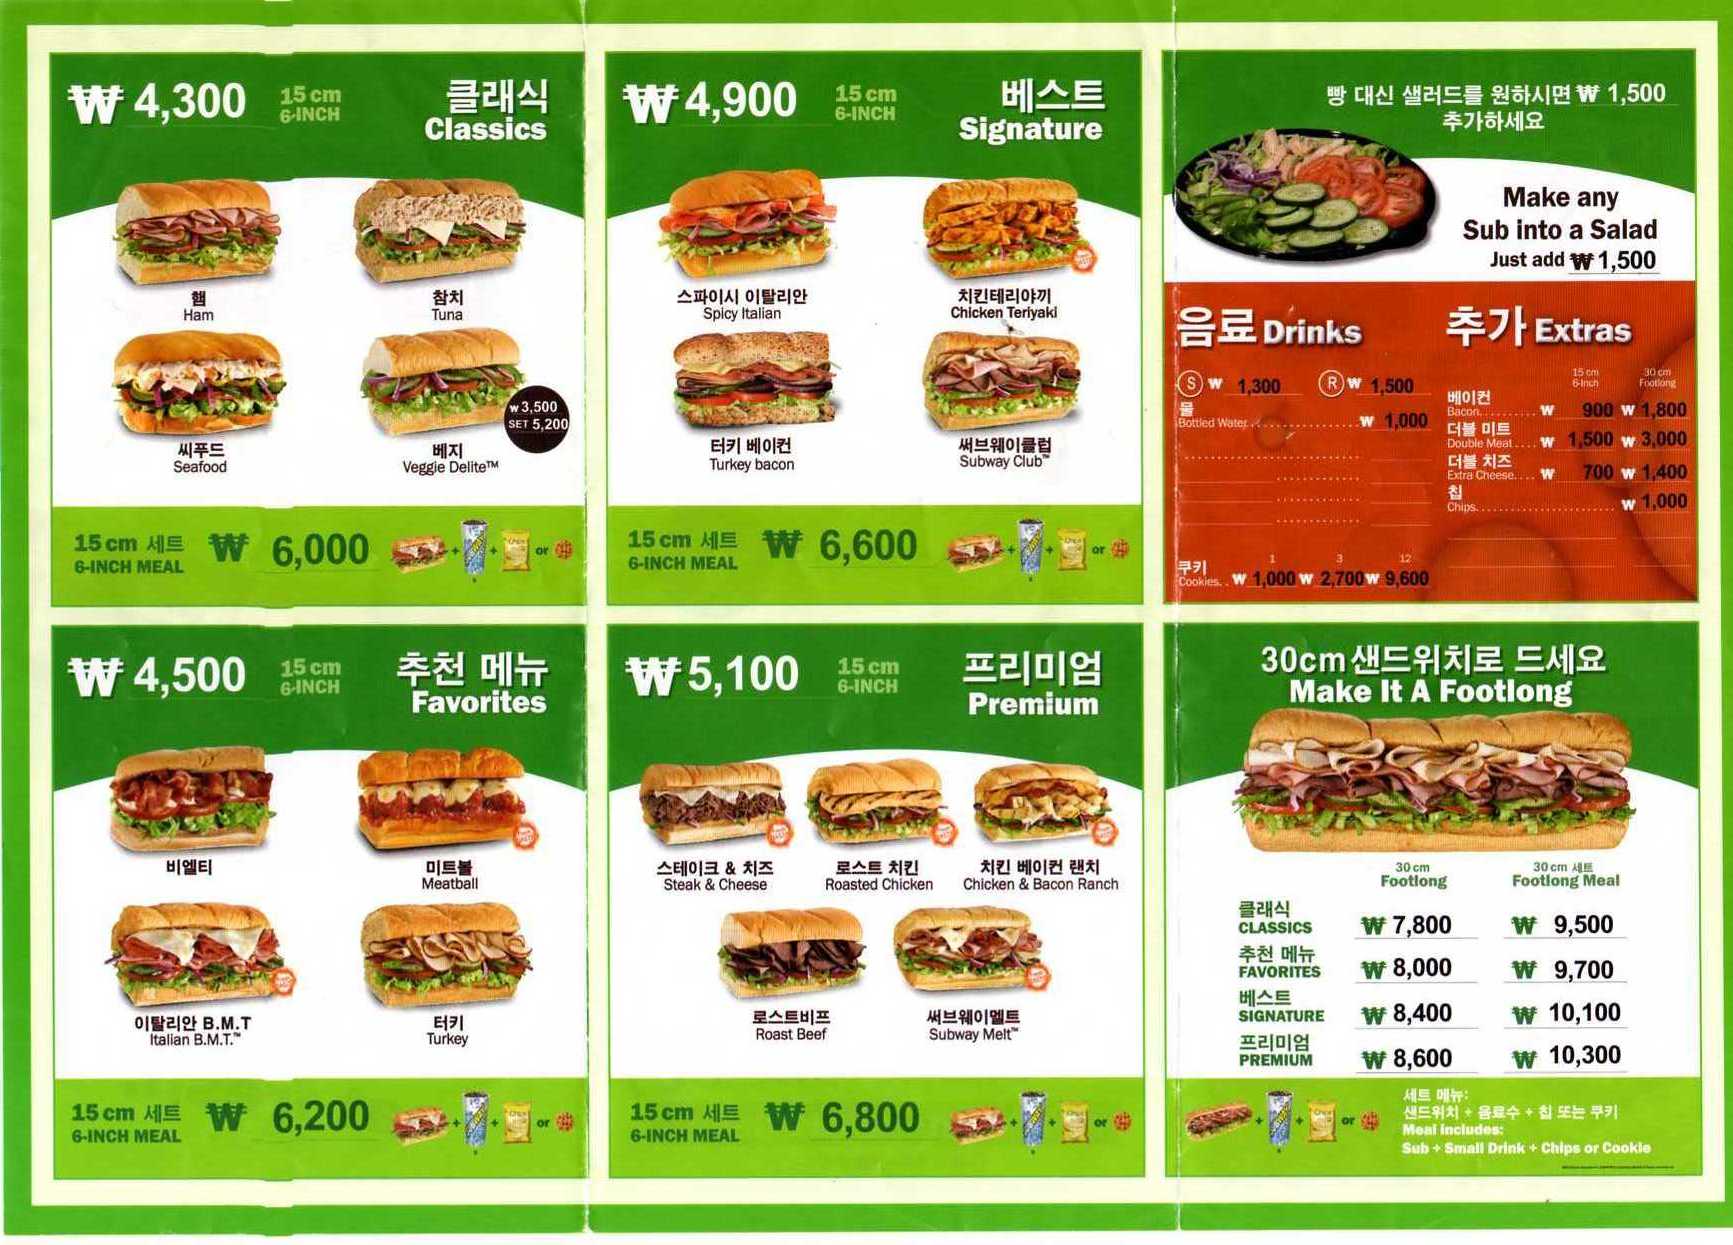 ₩ 4,300 15 cm 클래식
6-INCH Classics
햄 참치
Ham Tuna
₩ 3,500
SET 5,200
씨푸드 베지
Seafood Veggie Delite™
15 cm 세트 ₩ 6,000 + + or
6-INCH MEAL
₩ 4,900 15 cm 베스트
6-INCH Signature
스파이시 이탈리안 치킨테리야끼
Spicy Italian Chicken Teriyaki
터키 베이컨 써브웨이클럽
Turkey bacon Subway Club™
15 cm 세트 ₩ 6,600 + + or
6-INCH MEAL
빵 대신 샐러드를 원하시면 ₩ 1,500
추가하세요
Make any
Sub into a Salad
Just add ₩ 1,500
음료 Drinks
Ⓢ ₩ 1,300 Ⓡ ₩ 1,500
물
Bottled Water.............. ₩ 1,000
쿠키 1 3 12
Cookies.. ₩ 1,000 ₩ 2,700 ₩ 9,600
추가 Extras
15 cm 30 cm
6-Inch Footlong
베이컨
Bacon.......... ₩ 900 ₩ 1,800
더블 미트
Double Meat.... ₩ 1,500 ₩ 3,000
더블 치즈
Extra Cheese.... ₩ 700 ₩ 1,400
칩
Chips........................ ₩ 1,000
₩ 4,500 15 cm 추천 메뉴
6-INCH Favorites
비엘티 미트볼
Meatball
이탈리안 B.M.T 터키
Italian B.M.T.™ Turkey
15 cm 세트 ₩ 6,200 + + or
6-INCH MEAL
₩ 5,100 15 cm 프리미엄
6-INCH Premium
스테이크 & 치즈 로스트 치킨 치킨 베이컨 랜치
Steak & Cheese Roasted Chicken Chicken & Bacon Ranch
로스트비프 써브웨이멜트
Roast Beef Subway Melt™
15 cm 세트 ₩ 6,800 + + or
6-INCH MEAL
30cm 샌드위치로 드세요
Make It A Footlong
30 cm 30 cm 세트
Footlong Footlong Meal
클래식
CLASSICS ₩ 7,800 ₩ 9,500
추천 메뉴
FAVORITES ₩ 8,000 ₩ 9,700
베스트
SIGNATURE ₩ 8,400 ₩ 10,100
프리미엄
PREMIUM ₩ 8,600 ₩ 10,300
+ + or
세트 메뉴:
샌드위치 + 음료수 + 칩 또는 쿠키
Meal Includes:
Sub + Small Drink + Chips or Cookie